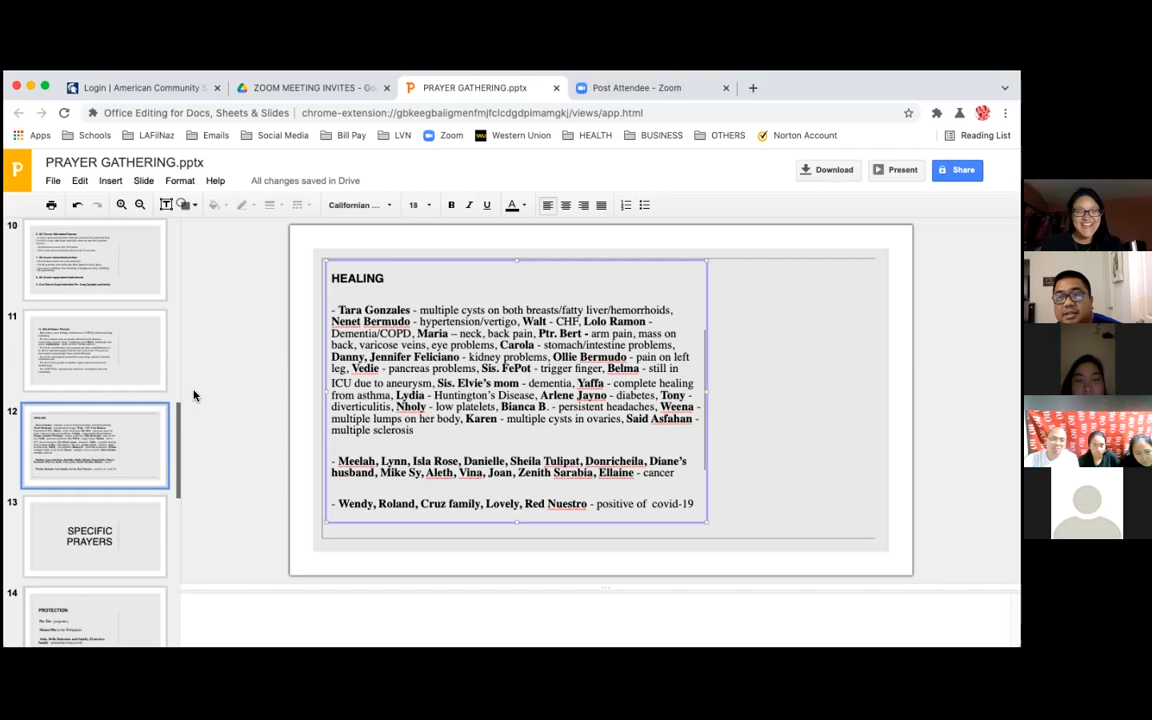 Login | American Community S
ZOOM MEETING INVITES - Go
PRAYER GATHERING.pptx
Post Attendee - Zoom
Office Editing for Docs, Sheets & Slides | chrome-extension://gbkeegbaiigmenfmjfclcdgdpimamgkj/views/app.html
Apps Schools LAFilNaz Emails Social Media Bill Pay LVN Zoom Western Union HEALTH BUSINESS OTHERS Norton Account Reading List
PRAYER GATHERING.pptx
Download Present Share
File Edit Insert Slide Format Help All changes saved in Drive
Californian ... 18 B I U A
10
11
12
13
SPECIFIC
PRAYERS
14
PROTECTION
HEALING
- Tara Gonzales - multiple cysts on both breasts/fatty liver/hemorrhoids,
Nenet Bermudo - hypertension/vertigo, Walt - CHF, Lolo Ramon -
Dementia/COPD, Maria – neck, back pain, Ptr. Bert - arm pain, mass on
back, varicose veins, eye problems, Carola - stomach/intestine problems,
Danny, Jennifer Feliciano - kidney problems, Ollie Bermudo - pain on left
leg, Vedie - pancreas problems, Sis. FePot - trigger finger, Belma - still in
ICU due to aneurysm, Sis. Elvie's mom - dementia, Yaffa - complete healing
from asthma, Lydia - Huntington's Disease, Arlene Jayno - diabetes, Tony -
diverticulitis, Nholy - low platelets, Bianca B. - persistent headaches, Weena -
multiple lumps on her body, Karen - multiple cysts in ovaries, Said Asfahan -
multiple sclerosis
Lynn, Isla Rose, Danielle, Sheila Tulipat, Donricheila, Diane's
husband, Mike Sy, Aleth, Vina, Joan, Zenith Sarabia, Ellaine - cancer
- Wendy, Roland, Cruz family, Lovely, Red Nuestro - positive of covid-19